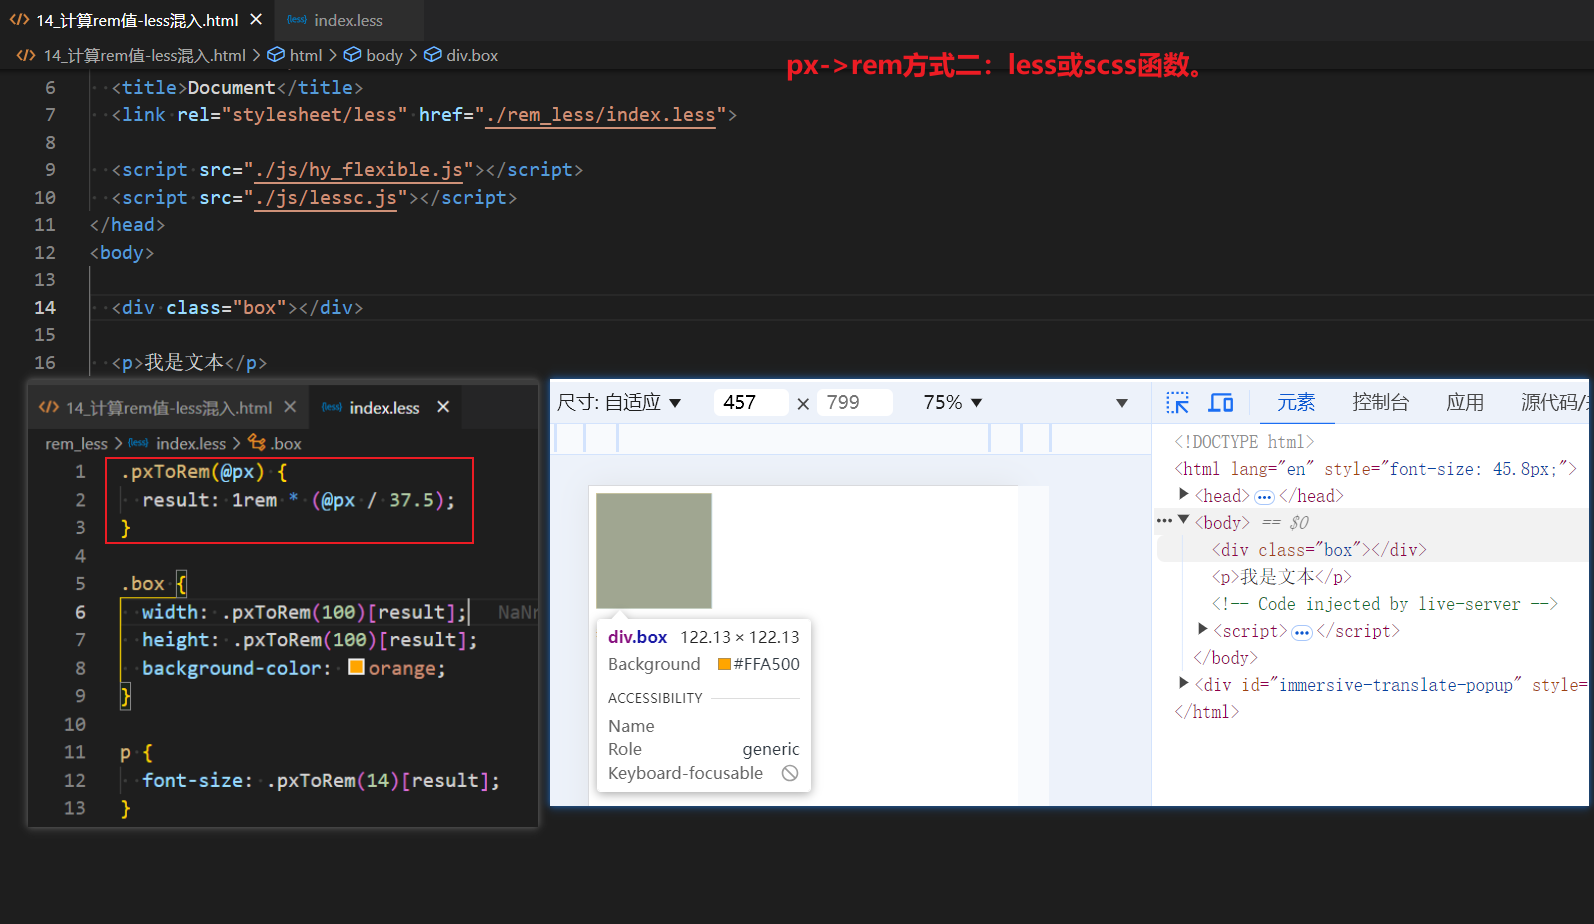 14_计算rem值-less混入.html
index.less
14_计算rem值-less混入.html > html > body > div.box
px->rem方式二：less或scss函数。
6 <title>Document</title>
7 <link rel="stylesheet/less" href="./rem_less/index.less">
8
9 <script src="./js/hy_flexible.js"></script>
10 <script src="./js/lessc.js"></script>
11 </head>
12 <body>
13
14 <div class="box"></div>
15
16 <p>我是文本</p>
14_计算rem值-less混入.html
index.less
rem_less > index.less > .box
1 .pxToRem(@px) {
2 result: 1rem * (@px / 37.5);
3 }
4
5 .box {
6 width: .pxToRem(100)[result];
7 height: .pxToRem(100)[result];
8 background-color: orange;
9 }
10
11 p {
12 font-size: .pxToRem(14)[result];
13 }
尺寸: 自适应 ▼ 457 × 799 75% ▼ ▼
div.box 122.13 × 122.13
Background #FFA500
ACCESSIBILITY
Name
Role generic
Keyboard-focusable
元素 控制台 应用 源代码/
<!DOCTYPE html>
<html lang="en" style="font-size: 45.8px;">
<head> ••• </head>
••• <body> == $0
<div class="box"></div>
<p>我是文本</p>
<!-- Code injected by live-server -->
<script> ••• </script>
</body>
<div id="immersive-translate-popup" style=
</html>